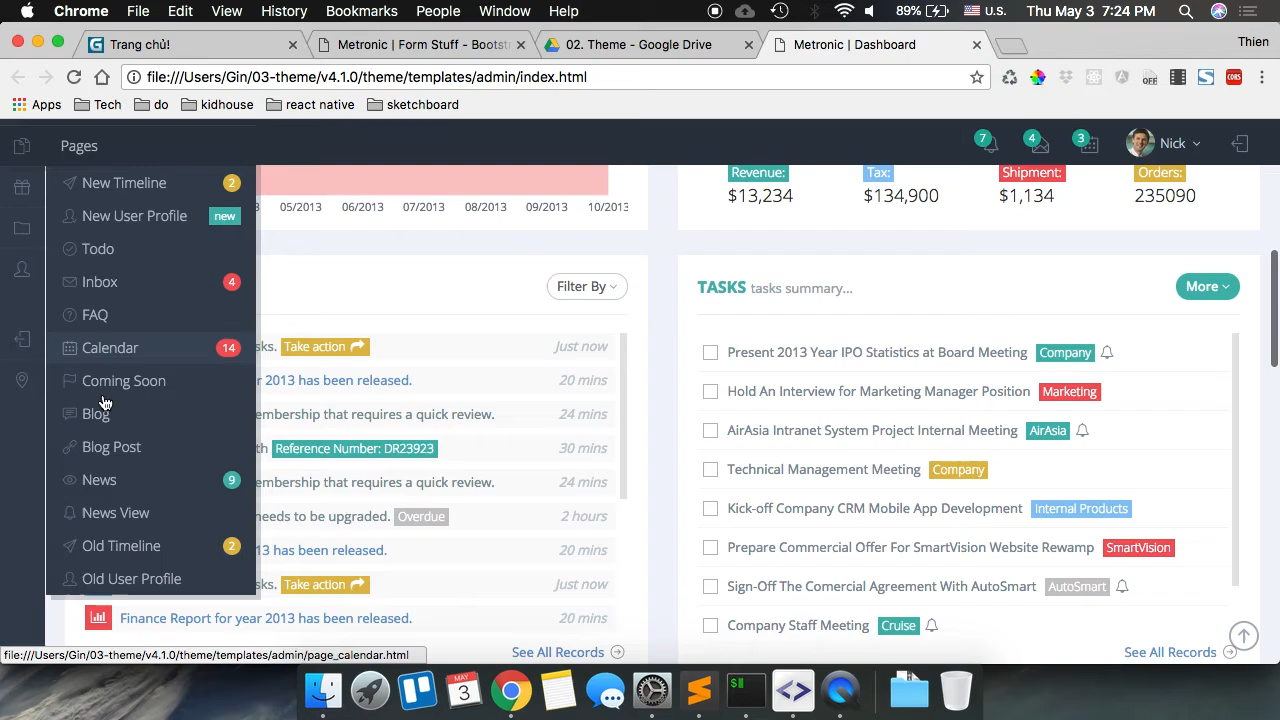 Chrome File Edit View History Bookmarks People Window Help 89% U.S. Thu May 3 7:24 PM
Trang chủ! Metronic | Form Stuff - Bootst 02. Theme - Google Drive Metronic | Dashboard Thien
file:///Users/Gin/03-theme/v4.1.0/theme/templates/admin/index.html OFF CORS
Apps Tech do kidhouse react native sketchboard
Pages 7 4 3 Nick
New Timeline 2
New User Profile new
Todo
Inbox 4
FAQ
Calendar 14
Coming Soon
Blog
Blog Post
News 9
News View
Old Timeline 2
Old User Profile
05/2013 06/2013 07/2013 08/2013 09/2013 10/2013
Revenue: Tax: Shipment: Orders:
$13,234 $134,900 $1,134 235090
Filter By
sks. Take action Just now
r 2013 has been released. 20 mins
embership that requires a quick review. 24 mins
th Reference Number: DR23923 30 mins
embership that requires a quick review. 24 mins
needs to be upgraded. Overdue 2 hours
13 has been released. 20 mins
sks. Take action Just now
Finance Report for year 2013 has been released. 20 mins
See All Records
TASKS tasks summary... More
Present 2013 Year IPO Statistics at Board Meeting Company
Hold An Interview for Marketing Manager Position Marketing
AirAsia Intranet System Project Internal Meeting AirAsia
Technical Management Meeting Company
Kick-off Company CRM Mobile App Development Internal Products
Prepare Commercial Offer For SmartVision Website Rewamp SmartVision
Sign-Off The Comercial Agreement With AutoSmart AutoSmart
Company Staff Meeting Cruise
See All Records
file:///Users/Gin/03-theme/v4.1.0/theme/templates/admin/page_calendar.html
MAY
3